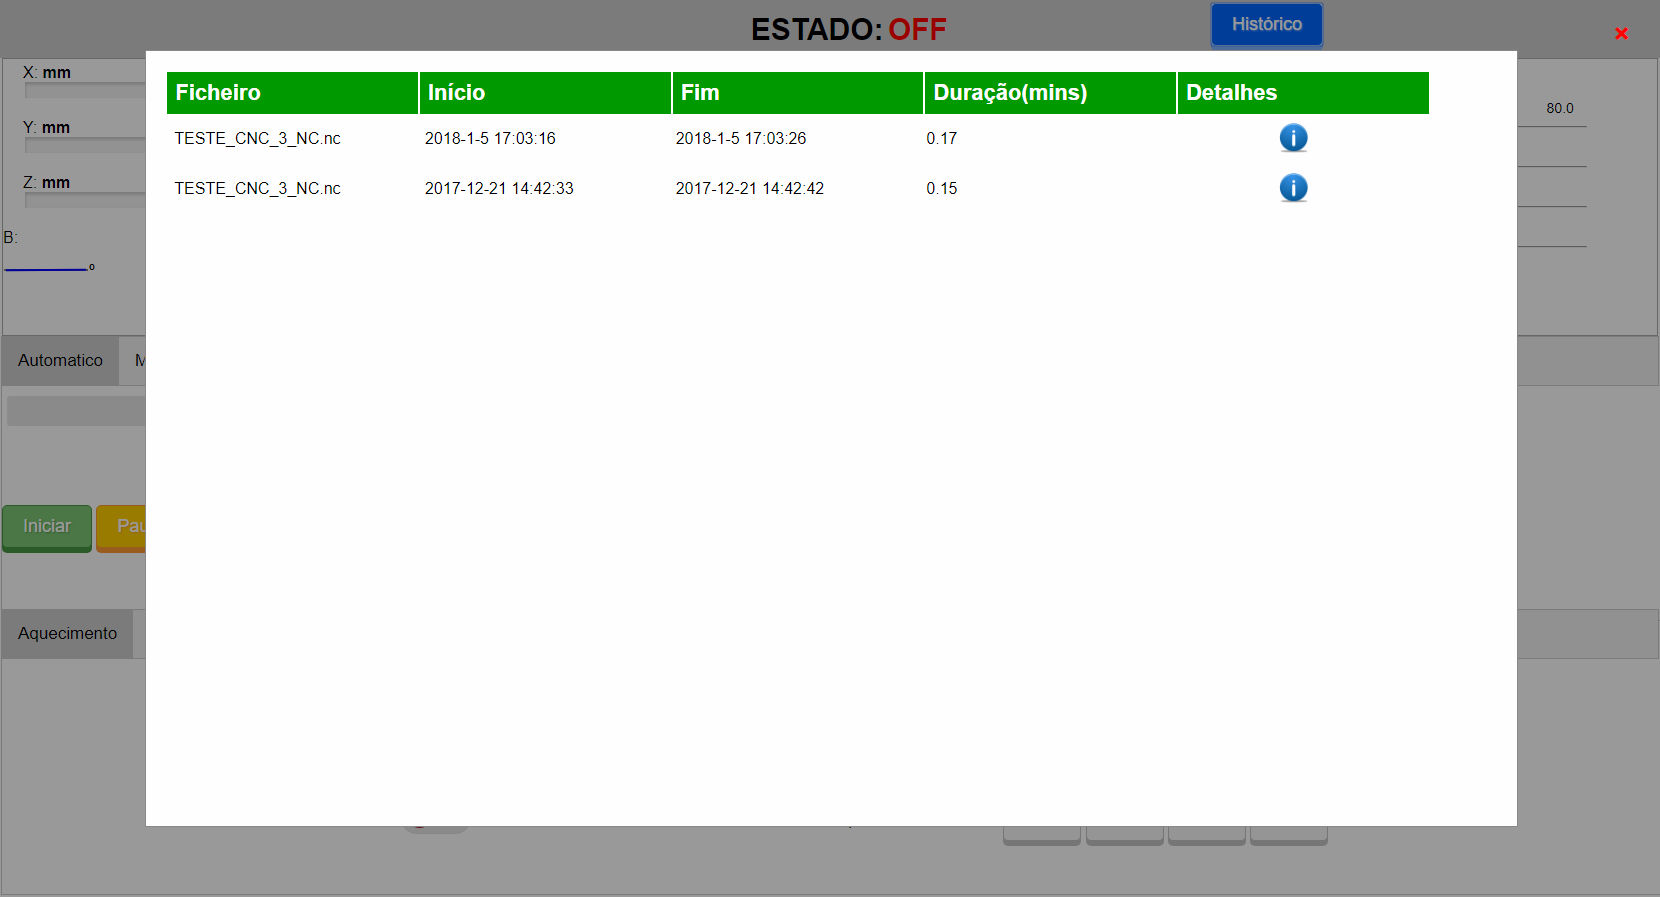 ESTADO: OFF
Histórico
X: mm
Y: mm
Z: mm
B:
º
80.0
Ficheiro Início Fim Duração(mins) Detalhes
TESTE_CNC_3_NC.nc 2018-1-5 17:03:16 2018-1-5 17:03:26 0.17
TESTE_CNC_3_NC.nc 2017-12-21 14:42:33 2017-12-21 14:42:42 0.15
Automatico
Iniciar
Aquecimento